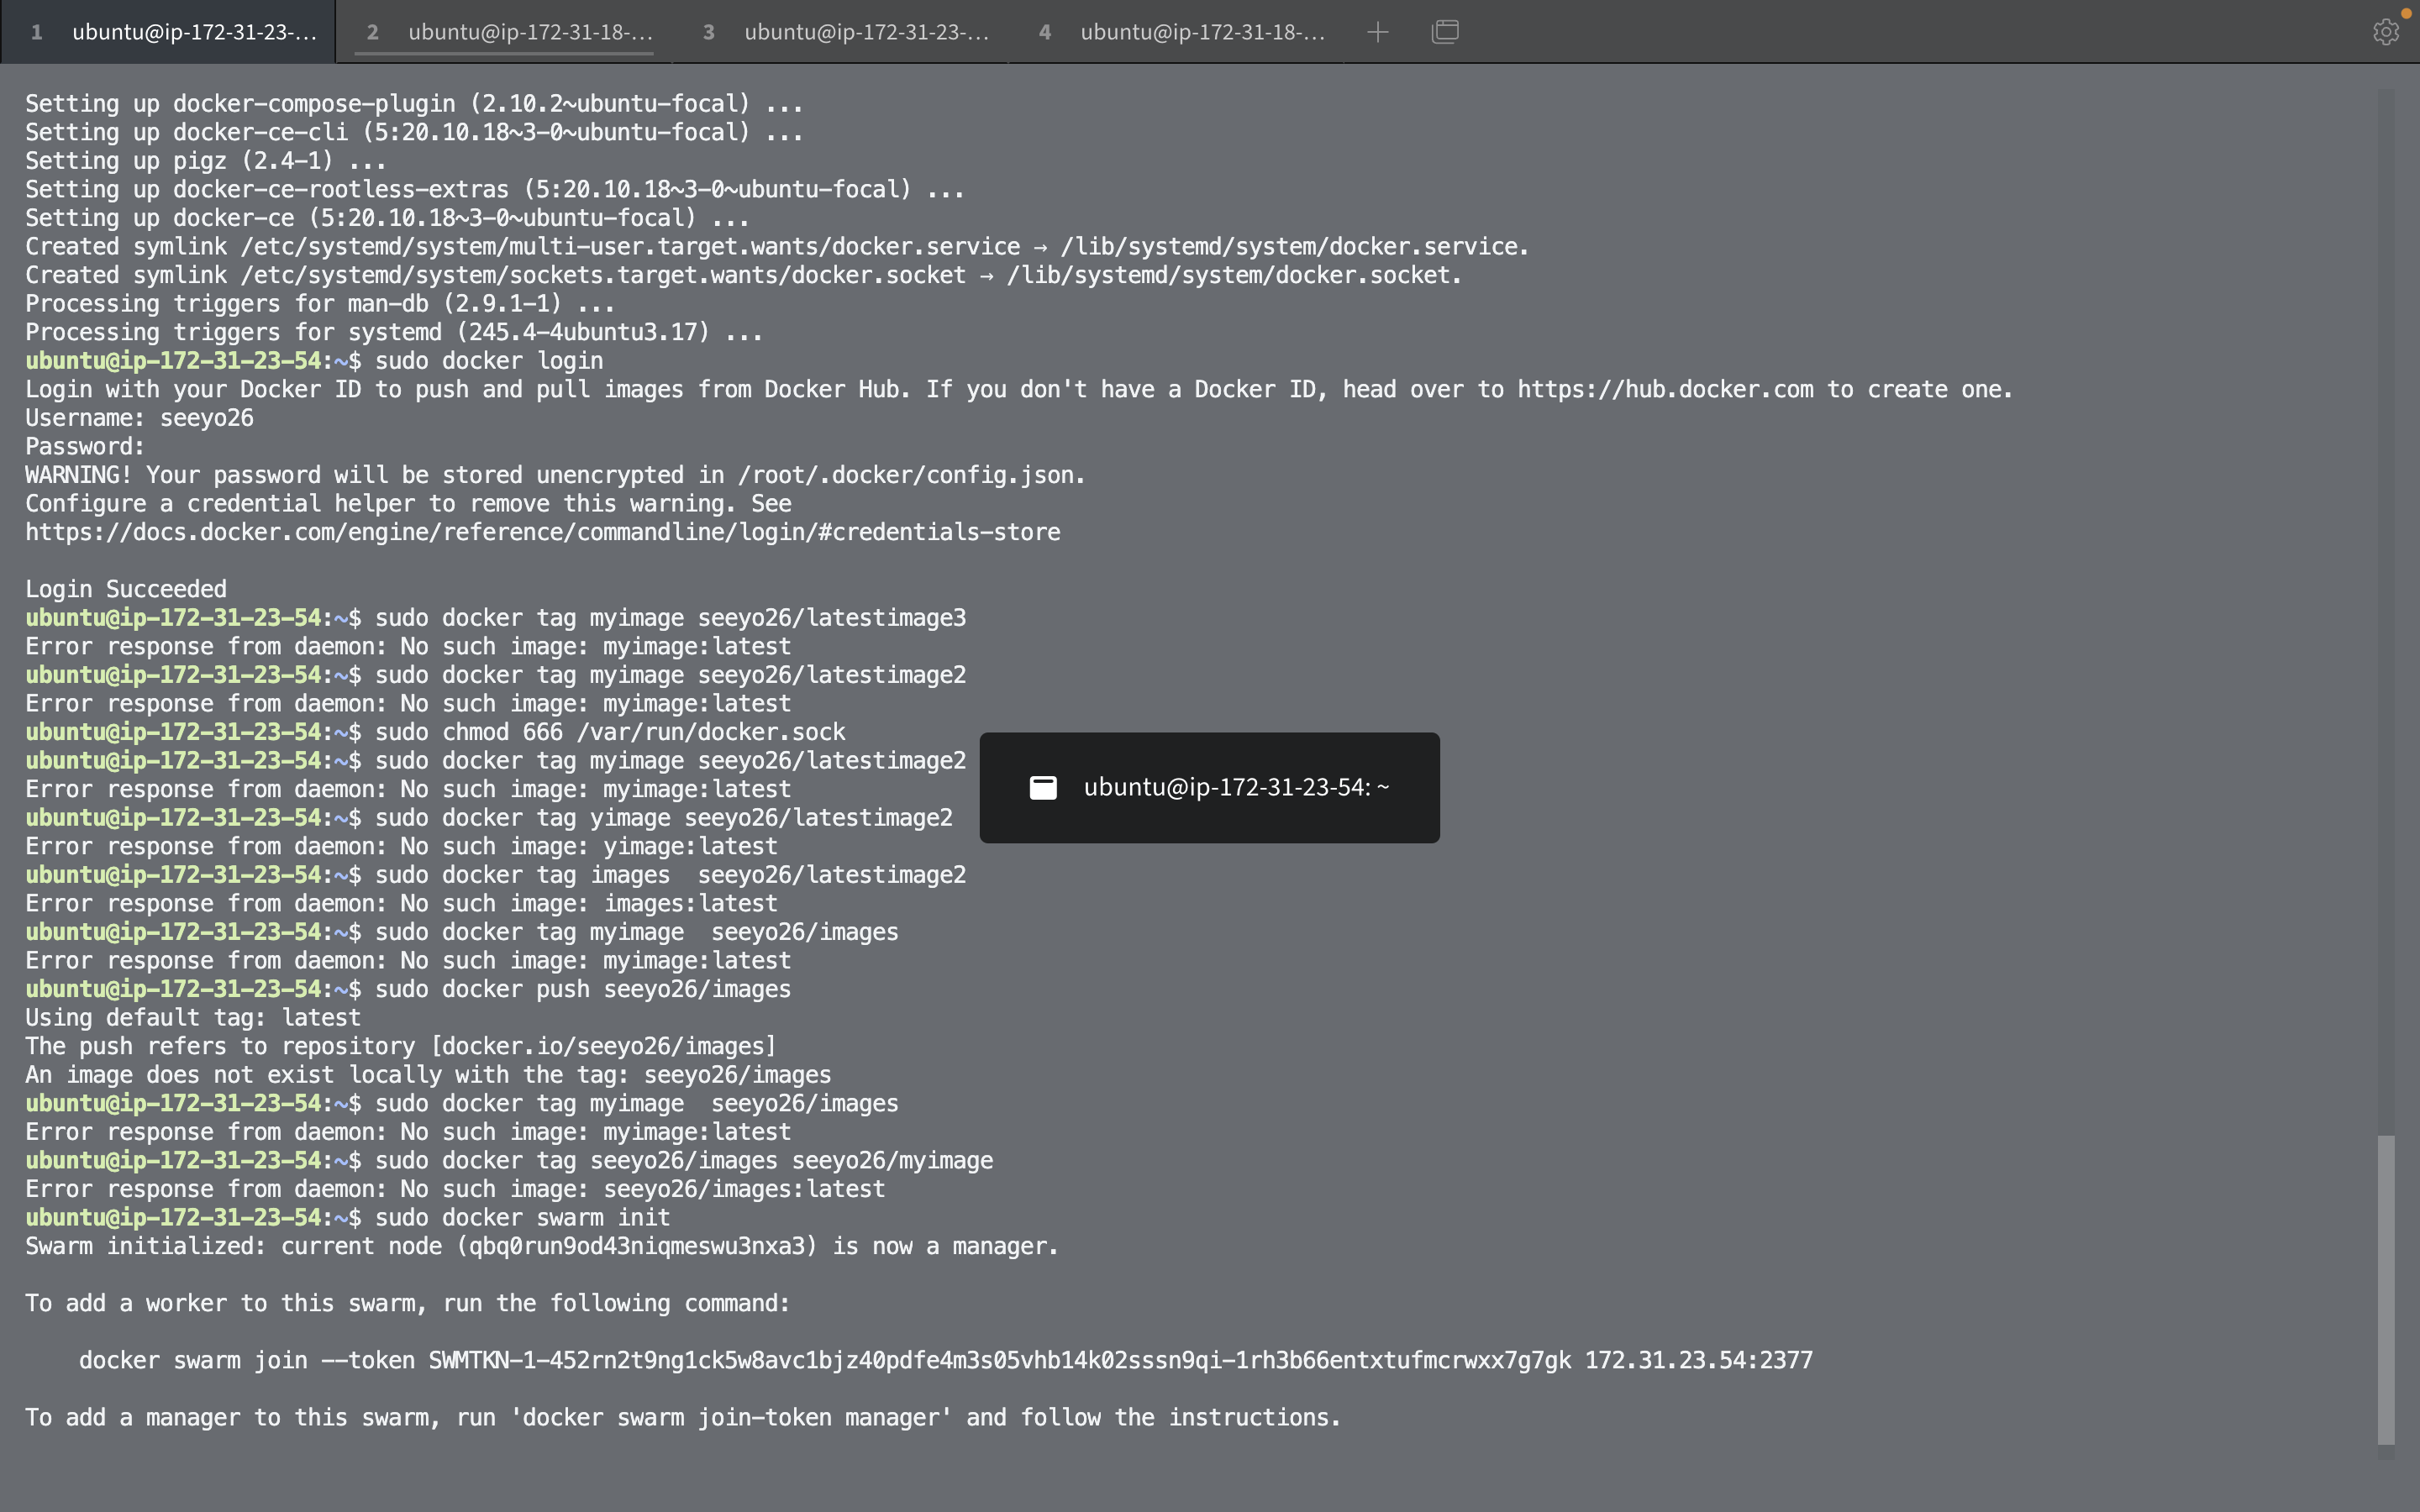 1 ubuntu@ip-172-31-23-... 2 ubuntu@ip-172-31-18-... 3 ubuntu@ip-172-31-23-... 4 ubuntu@ip-172-31-18-...
Setting up docker-compose-plugin (2.10.2~ubuntu-focal) ...
Setting up docker-ce-cli (5:20.10.18~3-0~ubuntu-focal) ...
Setting up pigz (2.4-1) ...
Setting up docker-ce-rootless-extras (5:20.10.18~3-0~ubuntu-focal) ...
Setting up docker-ce (5:20.10.18~3-0~ubuntu-focal) ...
Created symlink /etc/systemd/system/multi-user.target.wants/docker.service → /lib/systemd/system/docker.service.
Created symlink /etc/systemd/system/sockets.target.wants/docker.socket → /lib/systemd/system/docker.socket.
Processing triggers for man-db (2.9.1-1) ...
Processing triggers for systemd (245.4-4ubuntu3.17) ...
ubuntu@ip-172-31-23-54:~$ sudo docker login
Login with your Docker ID to push and pull images from Docker Hub. If you don't have a Docker ID, head over to https://hub.docker.com to create one.
Username: seeyo26
Password:
WARNING! Your password will be stored unencrypted in /root/.docker/config.json.
Configure a credential helper to remove this warning. See
https://docs.docker.com/engine/reference/commandline/login/#credentials-store
Login Succeeded
ubuntu@ip-172-31-23-54:~$ sudo docker tag myimage seeyo26/latestimage3
Error response from daemon: No such image: myimage:latest
ubuntu@ip-172-31-23-54:~$ sudo docker tag myimage seeyo26/latestimage2
Error response from daemon: No such image: myimage:latest
ubuntu@ip-172-31-23-54:~$ sudo chmod 666 /var/run/docker.sock
ubuntu@ip-172-31-23-54:~$ sudo docker tag myimage seeyo26/latestimage2
Error response from daemon: No such image: myimage:latest
ubuntu@ip-172-31-23-54: ~
ubuntu@ip-172-31-23-54:~$ sudo docker tag yimage seeyo26/latestimage2
Error response from daemon: No such image: yimage:latest
ubuntu@ip-172-31-23-54:~$ sudo docker tag images  seeyo26/latestimage2
Error response from daemon: No such image: images:latest
ubuntu@ip-172-31-23-54:~$ sudo docker tag myimage  seeyo26/images
Error response from daemon: No such image: myimage:latest
ubuntu@ip-172-31-23-54:~$ sudo docker push seeyo26/images
Using default tag: latest
The push refers to repository [docker.io/seeyo26/images]
An image does not exist locally with the tag: seeyo26/images
ubuntu@ip-172-31-23-54:~$ sudo docker tag myimage  seeyo26/images
Error response from daemon: No such image: myimage:latest
ubuntu@ip-172-31-23-54:~$ sudo docker tag seeyo26/images seeyo26/myimage
Error response from daemon: No such image: seeyo26/images:latest
ubuntu@ip-172-31-23-54:~$ sudo docker swarm init
Swarm initialized: current node (qbq0run9od43niqmeswu3nxa3) is now a manager.
To add a worker to this swarm, run the following command:
docker swarm join --token SWMTKN-1-452rn2t9ng1ck5w8avc1bjz40pdfe4m3s05vhb14k02sssn9qi-1rh3b66entxtufmcrwxx7g7gk 172.31.23.54:2377
To add a manager to this swarm, run 'docker swarm join-token manager' and follow the instructions.